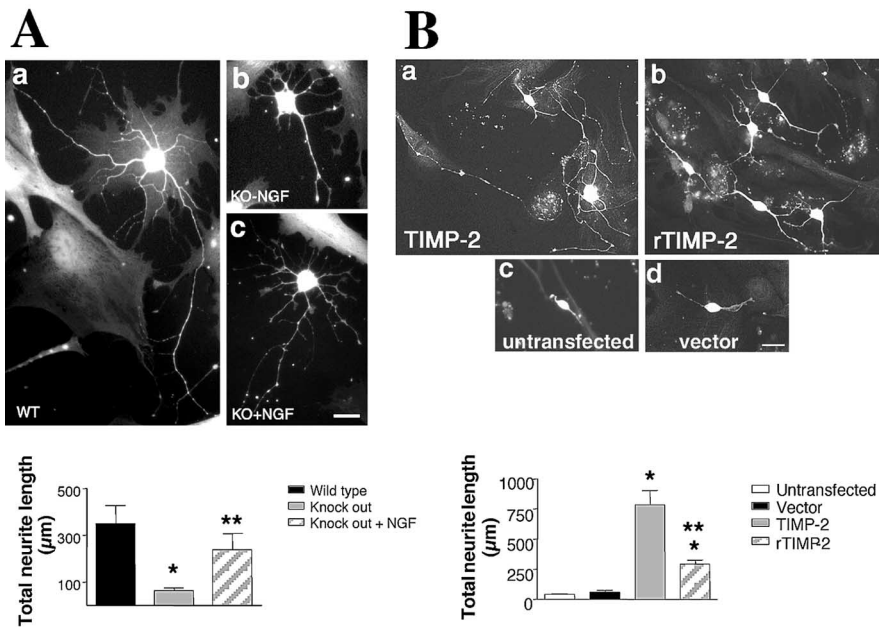 A
a
WT
b
KO-NGF
c
KO+NGF
B
a
TIMP-2
b
rTIMP-2
c
untransfected
d
vector
Total neurite length
(µm)
500
300
100
*
**
Wild type
Knock out
Knock out + NGF
Total neurite length
(µm)
1000
750
500
250
0
*
**
*
Untransfected
Vector
TIMP-2
rTIMP2